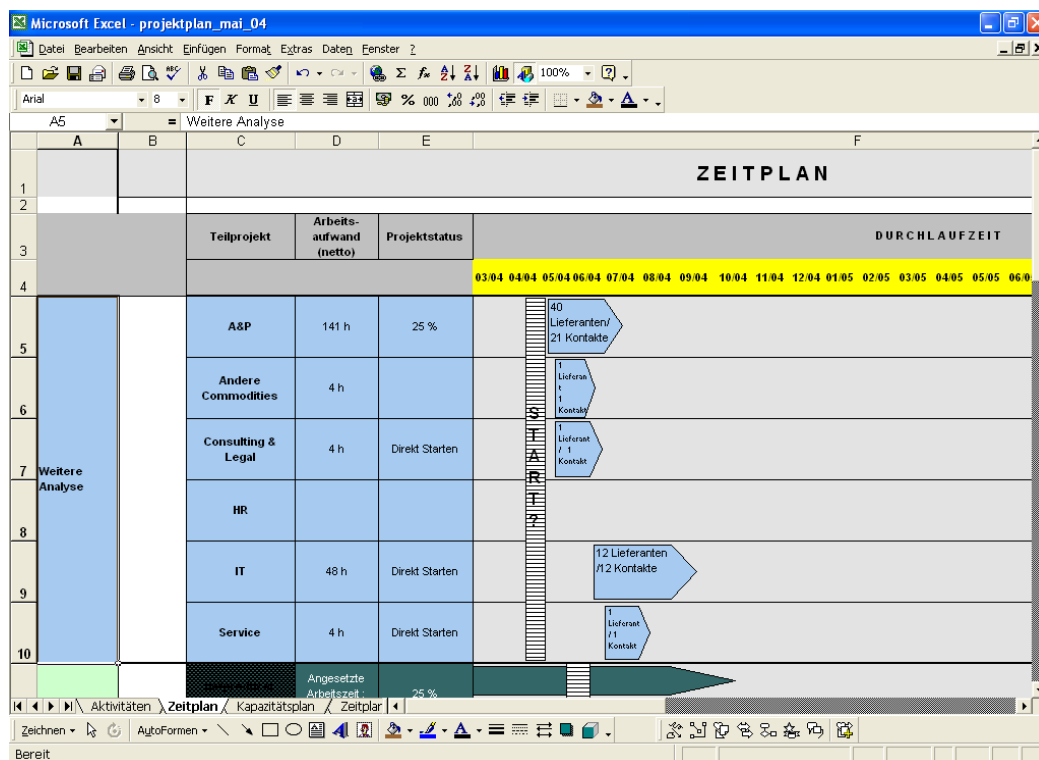 Microsoft Excel - projektplan_mai_04
Datei Bearbeiten Ansicht Einfügen Format Extras Daten Fenster ?
100%
Arial 8 F K U % 000
A5 = Weitere Analyse
A B C D E F
1 ZEITPLAN
2
3 Teilprojekt Arbeits-
aufwand
(netto) Projektstatus DURCHLAUFZEIT
4 03/04 04/04 05/04 06/04 07/04 08/04 09/04 10/04 11/04 12/04 01/05 02/05 03/05 04/05 05/05 06/0
START?
Weitere
Analyse
5 A&P 141 h 25 %
40
Lieferanten/
21 Kontakte
6 Andere
Commodities 4 h
1
Lieferan
t
1
Kontakt
7 Consulting &
Legal 4 h Direkt Starten
1
Lieferant
/ 1
Kontakt
8 HR
9 IT 48 h Direkt Starten
12 Lieferanten
/12 Kontakte
10 Service 4 h Direkt Starten
1
Lieferant
/ 1
Kontakt
Angesetzte
Arbeitszeit : 25 %
Aktivitäten Zeitplan Kapazitätsplan Zeitplar
Zeichnen AutoFormen
Bereit